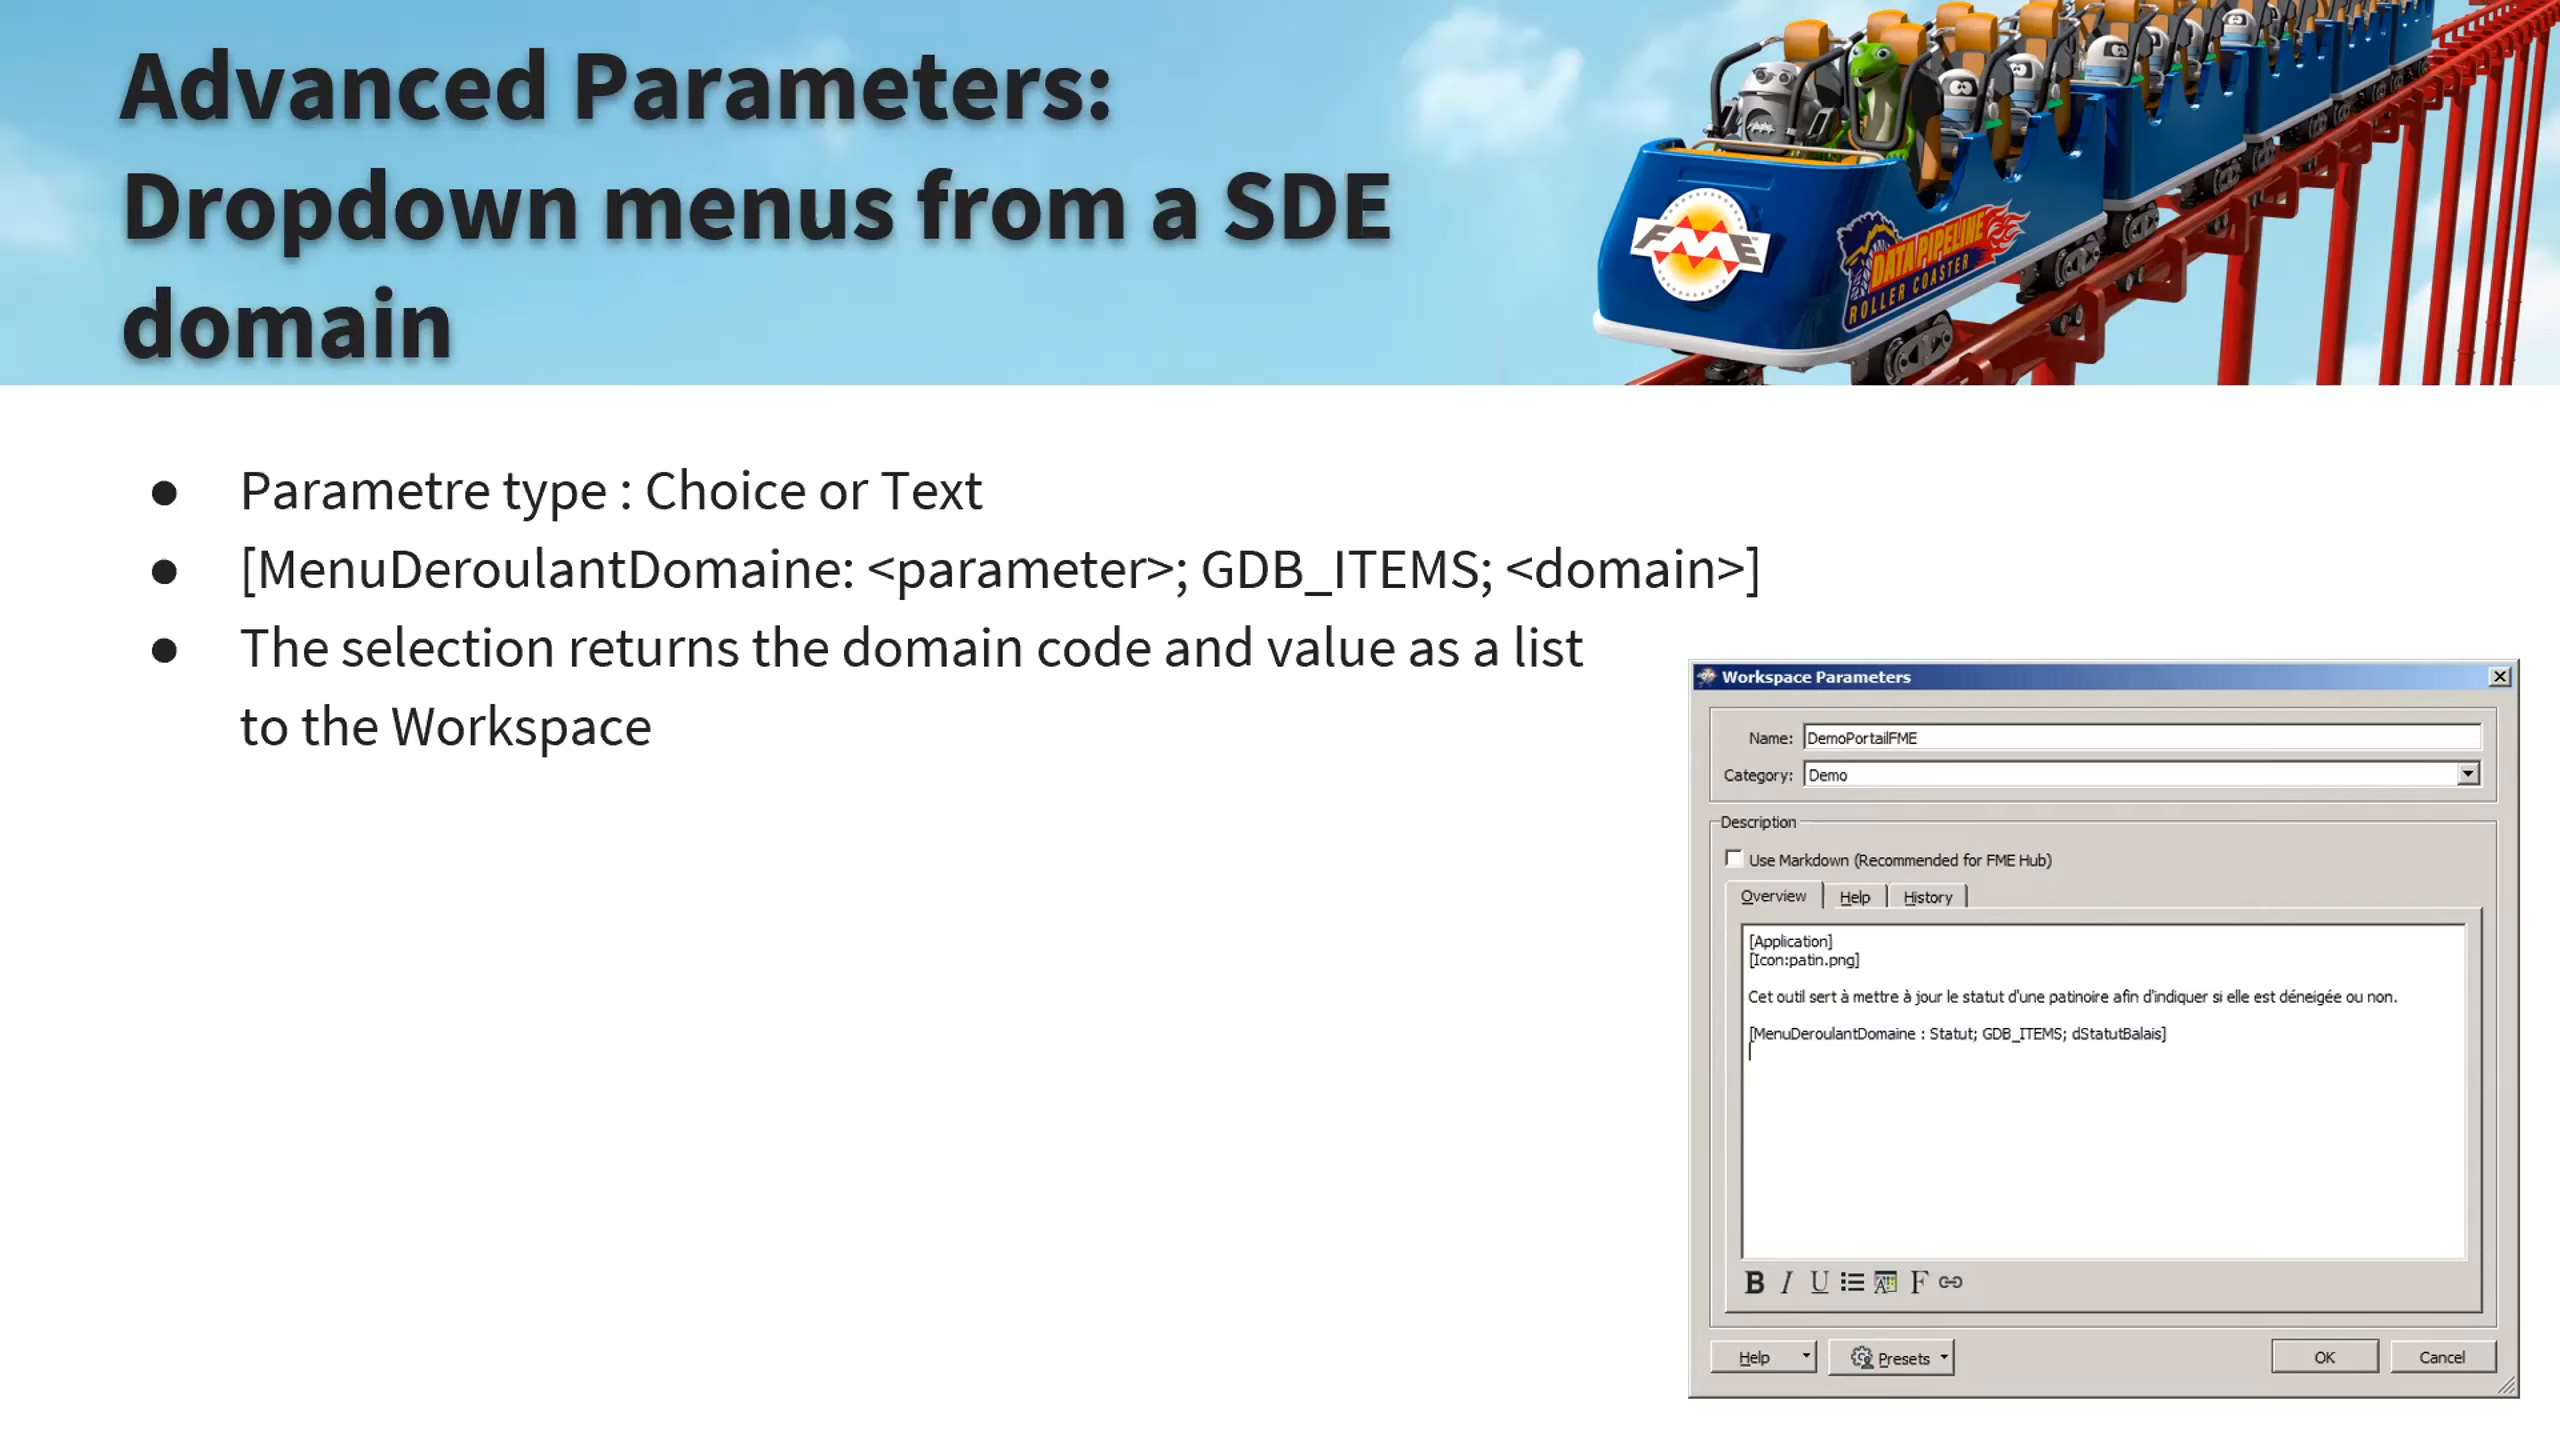 Advanced Parameters:
Dropdown menus from a SDE
domain
FME
DATA PIPELINE
ROLLER COASTER
● Parametre type : Choice or Text
● [MenuDeroulantDomaine: <parameter>; GDB_ITEMS; <domain>]
● The selection returns the domain code and value as a list
to the Workspace
Workspace Parameters
Name: DemoPortailFME
Category: Demo
Description
Use Markdown (Recommended for FME Hub)
Overview Help History
[Application]
[Icon:patin.png]
Cet outil sert à mettre à jour le statut d'une patinoire afin d'indiquer si elle est déneigée ou non.
[MenuDeroulantDomaine : Statut; GDB_ITEMS; dStatutBalais]
B I U F
Help Presets OK Cancel